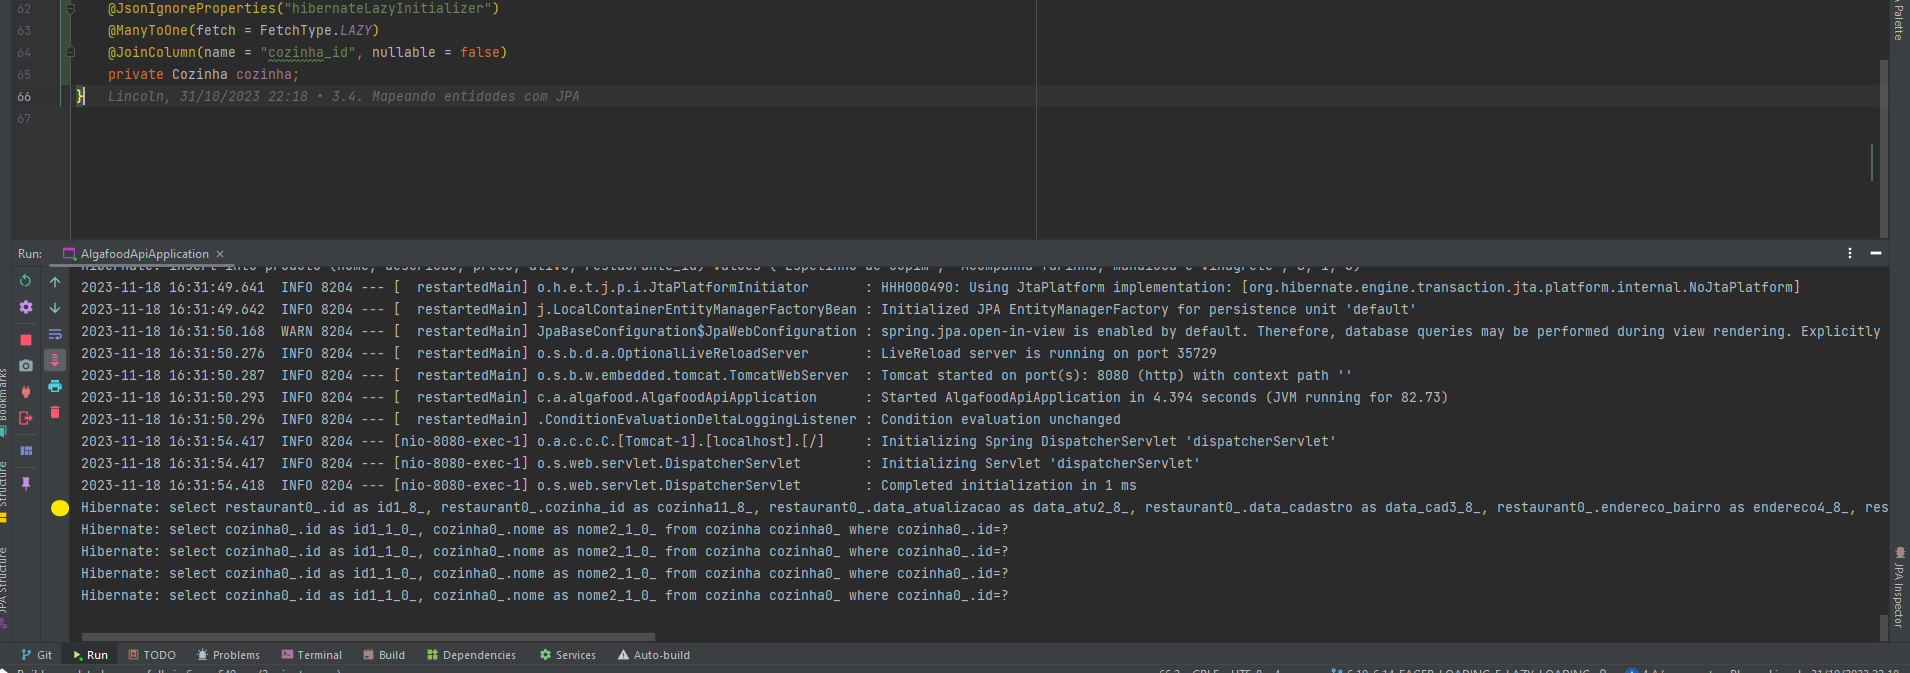 62 @JsonIgnoreProperties("hibernateLazyInitializer")
63 @ManyToOne(fetch = FetchType.LAZY)
64 @JoinColumn(name = "cozinha_id", nullable = false)
65 private Cozinha cozinha;
66 } Lincoln, 31/10/2023 22:18 • 3.4. Mapeando entidades com JPA
67
Palette
Run: AlgafoodApiApplication
2023-11-18 16:31:49.641 INFO 8204 --- [ restartedMain] o.h.e.t.j.p.i.JtaPlatformInitiator : HHH000490: Using JtaPlatform implementation: [org.hibernate.engine.transaction.jta.platform.internal.NoJtaPlatform]
2023-11-18 16:31:49.642 INFO 8204 --- [ restartedMain] j.LocalContainerEntityManagerFactoryBean : Initialized JPA EntityManagerFactory for persistence unit 'default'
2023-11-18 16:31:50.168 WARN 8204 --- [ restartedMain] JpaBaseConfiguration$JpaWebConfiguration : spring.jpa.open-in-view is enabled by default. Therefore, database queries may be performed during view rendering. Explicitly
2023-11-18 16:31:50.276 INFO 8204 --- [ restartedMain] o.s.b.d.a.OptionalLiveReloadServer : LiveReload server is running on port 35729
2023-11-18 16:31:50.287 INFO 8204 --- [ restartedMain] o.s.b.w.embedded.tomcat.TomcatWebServer : Tomcat started on port(s): 8080 (http) with context path ''
2023-11-18 16:31:50.293 INFO 8204 --- [ restartedMain] c.a.algafood.AlgafoodApiApplication : Started AlgafoodApiApplication in 4.394 seconds (JVM running for 82.73)
2023-11-18 16:31:50.296 INFO 8204 --- [ restartedMain] .ConditionEvaluationDeltaLoggingListener : Condition evaluation unchanged
2023-11-18 16:31:54.417 INFO 8204 --- [nio-8080-exec-1] o.a.c.c.C.[Tomcat-1].[localhost].[/] : Initializing Spring DispatcherServlet 'dispatcherServlet'
2023-11-18 16:31:54.417 INFO 8204 --- [nio-8080-exec-1] o.s.web.servlet.DispatcherServlet : Initializing Servlet 'dispatcherServlet'
2023-11-18 16:31:54.418 INFO 8204 --- [nio-8080-exec-1] o.s.web.servlet.DispatcherServlet : Completed initialization in 1 ms
Hibernate: select restaurant0_.id as id1_8_, restaurant0_.cozinha_id as cozinha11_8_, restaurant0_.data_atualizacao as data_atu2_8_, restaurant0_.data_cadastro as data_cad3_8_, restaurant0_.endereco_bairro as endereco4_8_, res
Hibernate: select cozinha0_.id as id1_1_0_, cozinha0_.nome as nome2_1_0_ from cozinha cozinha0_ where cozinha0_.id=?
Hibernate: select cozinha0_.id as id1_1_0_, cozinha0_.nome as nome2_1_0_ from cozinha cozinha0_ where cozinha0_.id=?
Hibernate: select cozinha0_.id as id1_1_0_, cozinha0_.nome as nome2_1_0_ from cozinha cozinha0_ where cozinha0_.id=?
Hibernate: select cozinha0_.id as id1_1_0_, cozinha0_.nome as nome2_1_0_ from cozinha cozinha0_ where cozinha0_.id=?
Bookmarks
Structure
JPA Structure
JPA Inspector
Git Run TODO Problems Terminal Build Dependencies Services Auto-build